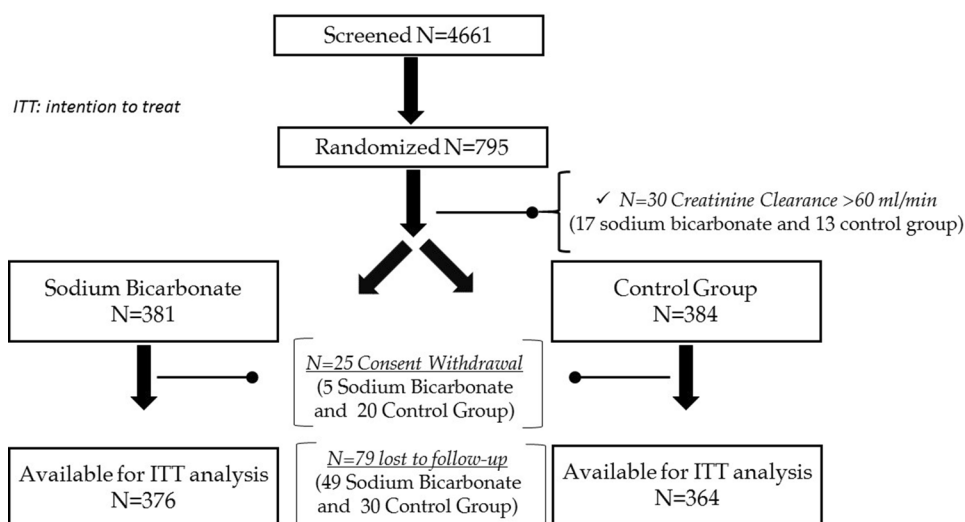 Screened N=4661
ITT: intention to treat
Randomized N=795
✓ N=30 Creatinine Clearance >60 ml/min
(17 sodium bicarbonate and 13 control group)
Sodium Bicarbonate
N=381
Control Group
N=384
N=25 Consent Withdrawal
(5 Sodium Bicarbonate
and 20 Control Group)
Available for ITT analysis
N=376
N=79 lost to follow-up
(49 Sodium Bicarbonate
and 30 Control Group)
Available for ITT analysis
N=364